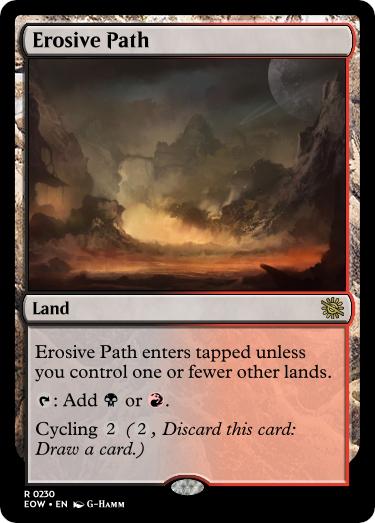 Erosive Path
Land
Erosive Path enters tapped unless
you control one or fewer other lands.
: Add or .
Cycling 2 ( 2 , Discard this card:
Draw a card.)
R 0230
EOW • EN G-Hamm